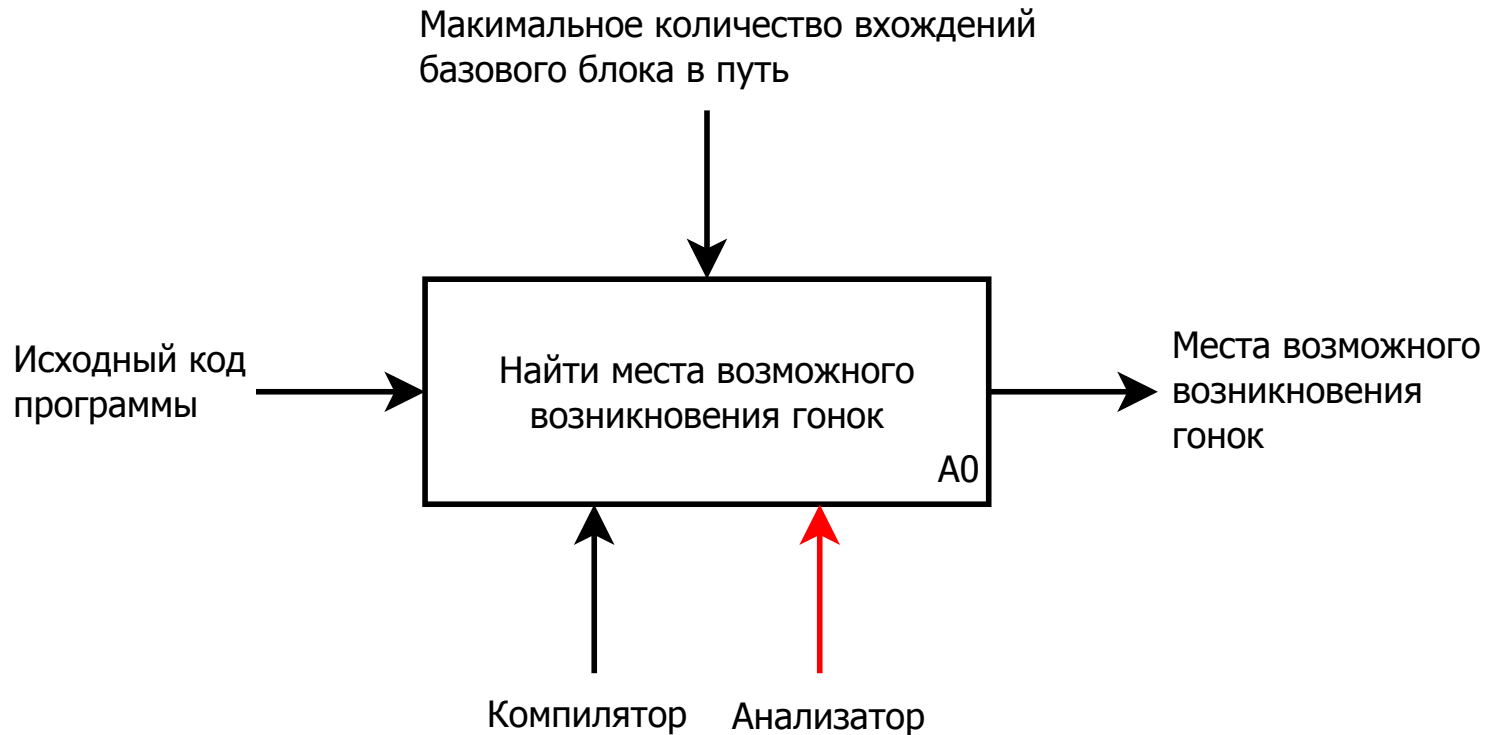 Макимальное количество вхождений
базового блока в путь
Исходный код
программы
Найти места возможного
возникновения гонок
A0
Места возможного
возникновения
гонок
Компилятор
Анализатор